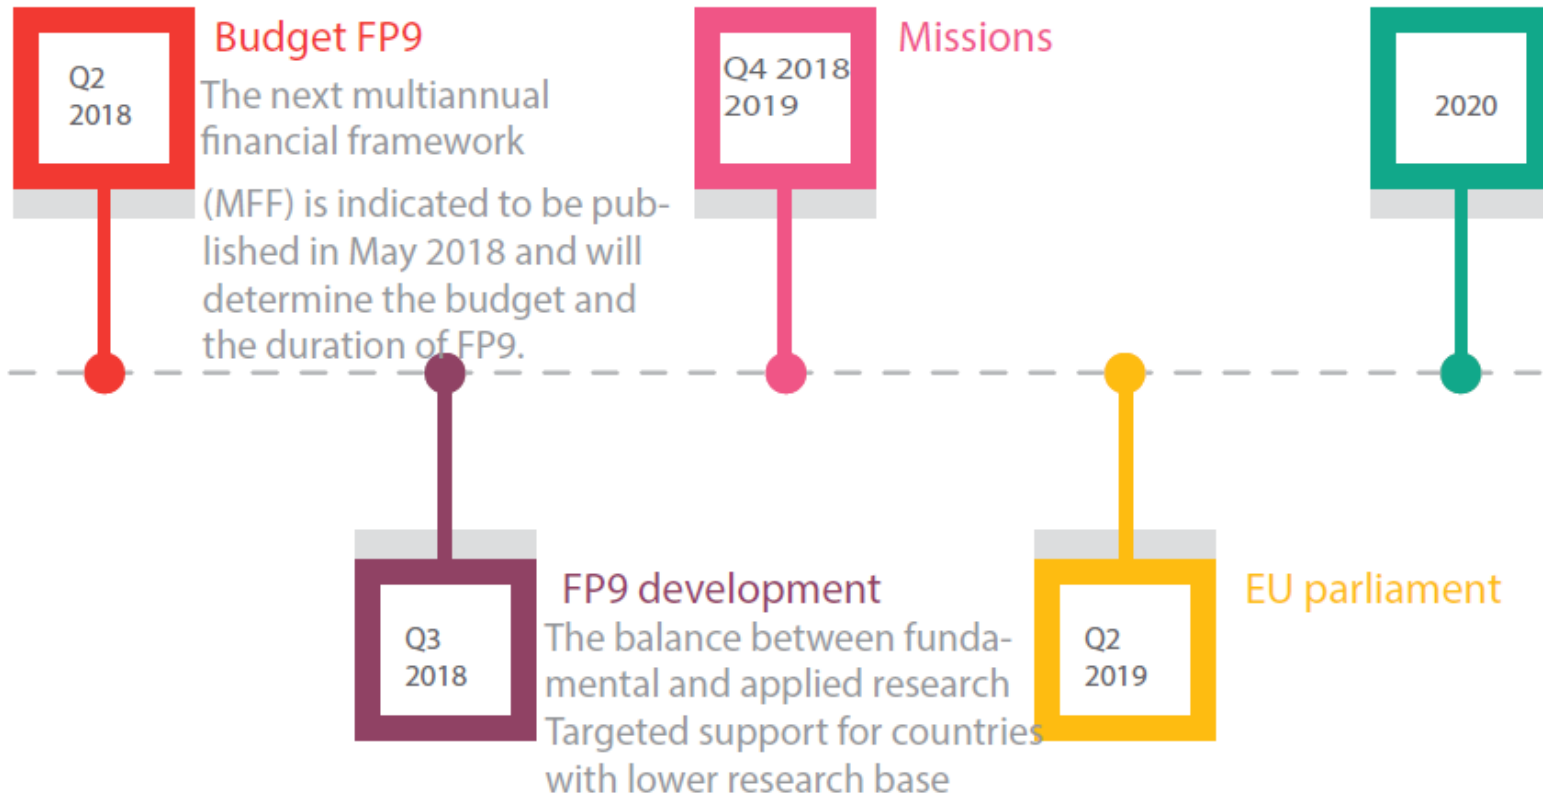 Budget FP9
Q2
2018
The next multiannual
financial framework
(MFF) is indicated to be pub-
lished in May 2018 and will
determine the budget and
the duration of FP9.
Missions
Q4 2018
2019
2020
FP9 development
Q3
2018
The balance between funda-
mental and applied research
Targeted support for countries
with lower research base
EU parliament
Q2
2019